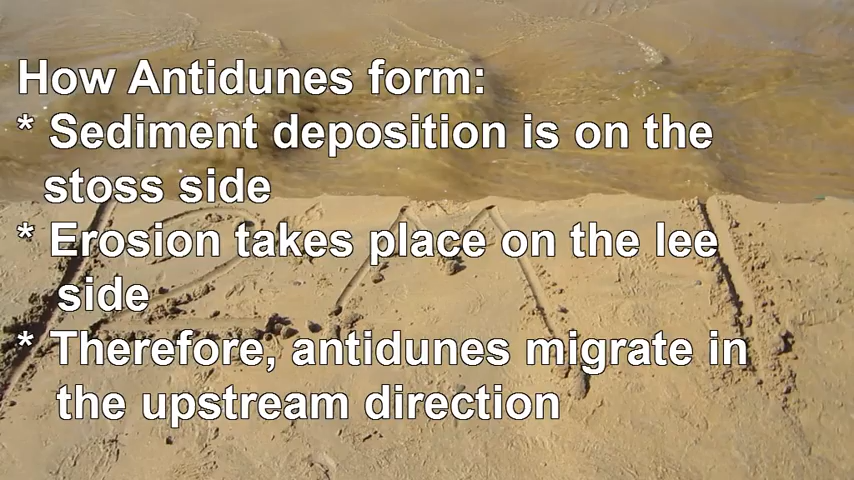 How Antidunes form:
* Sediment deposition is on the
stoss side
* Erosion takes place on the lee
side
* Therefore, antidunes migrate in
the upstream direction